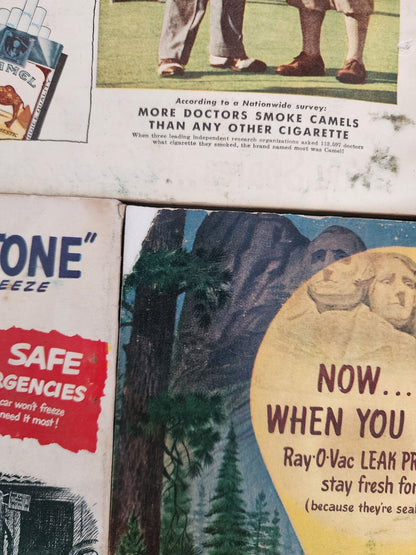 CAMEL
According to a Nationwide survey:
MORE DOCTORS SMOKE CAMELS
THAN ANY OTHER CIGARETTE
When three leading independent research organizations asked 113,597 doctors
what cigarette they smoked, the brand named most was Camel!
TONE"
EEZE
SAFE
RGENCIES
car won't freeze
need it most!
NOW...
WHEN YOU
Ray·O·Vac LEAK PR
stay fresh for
(because they're seal